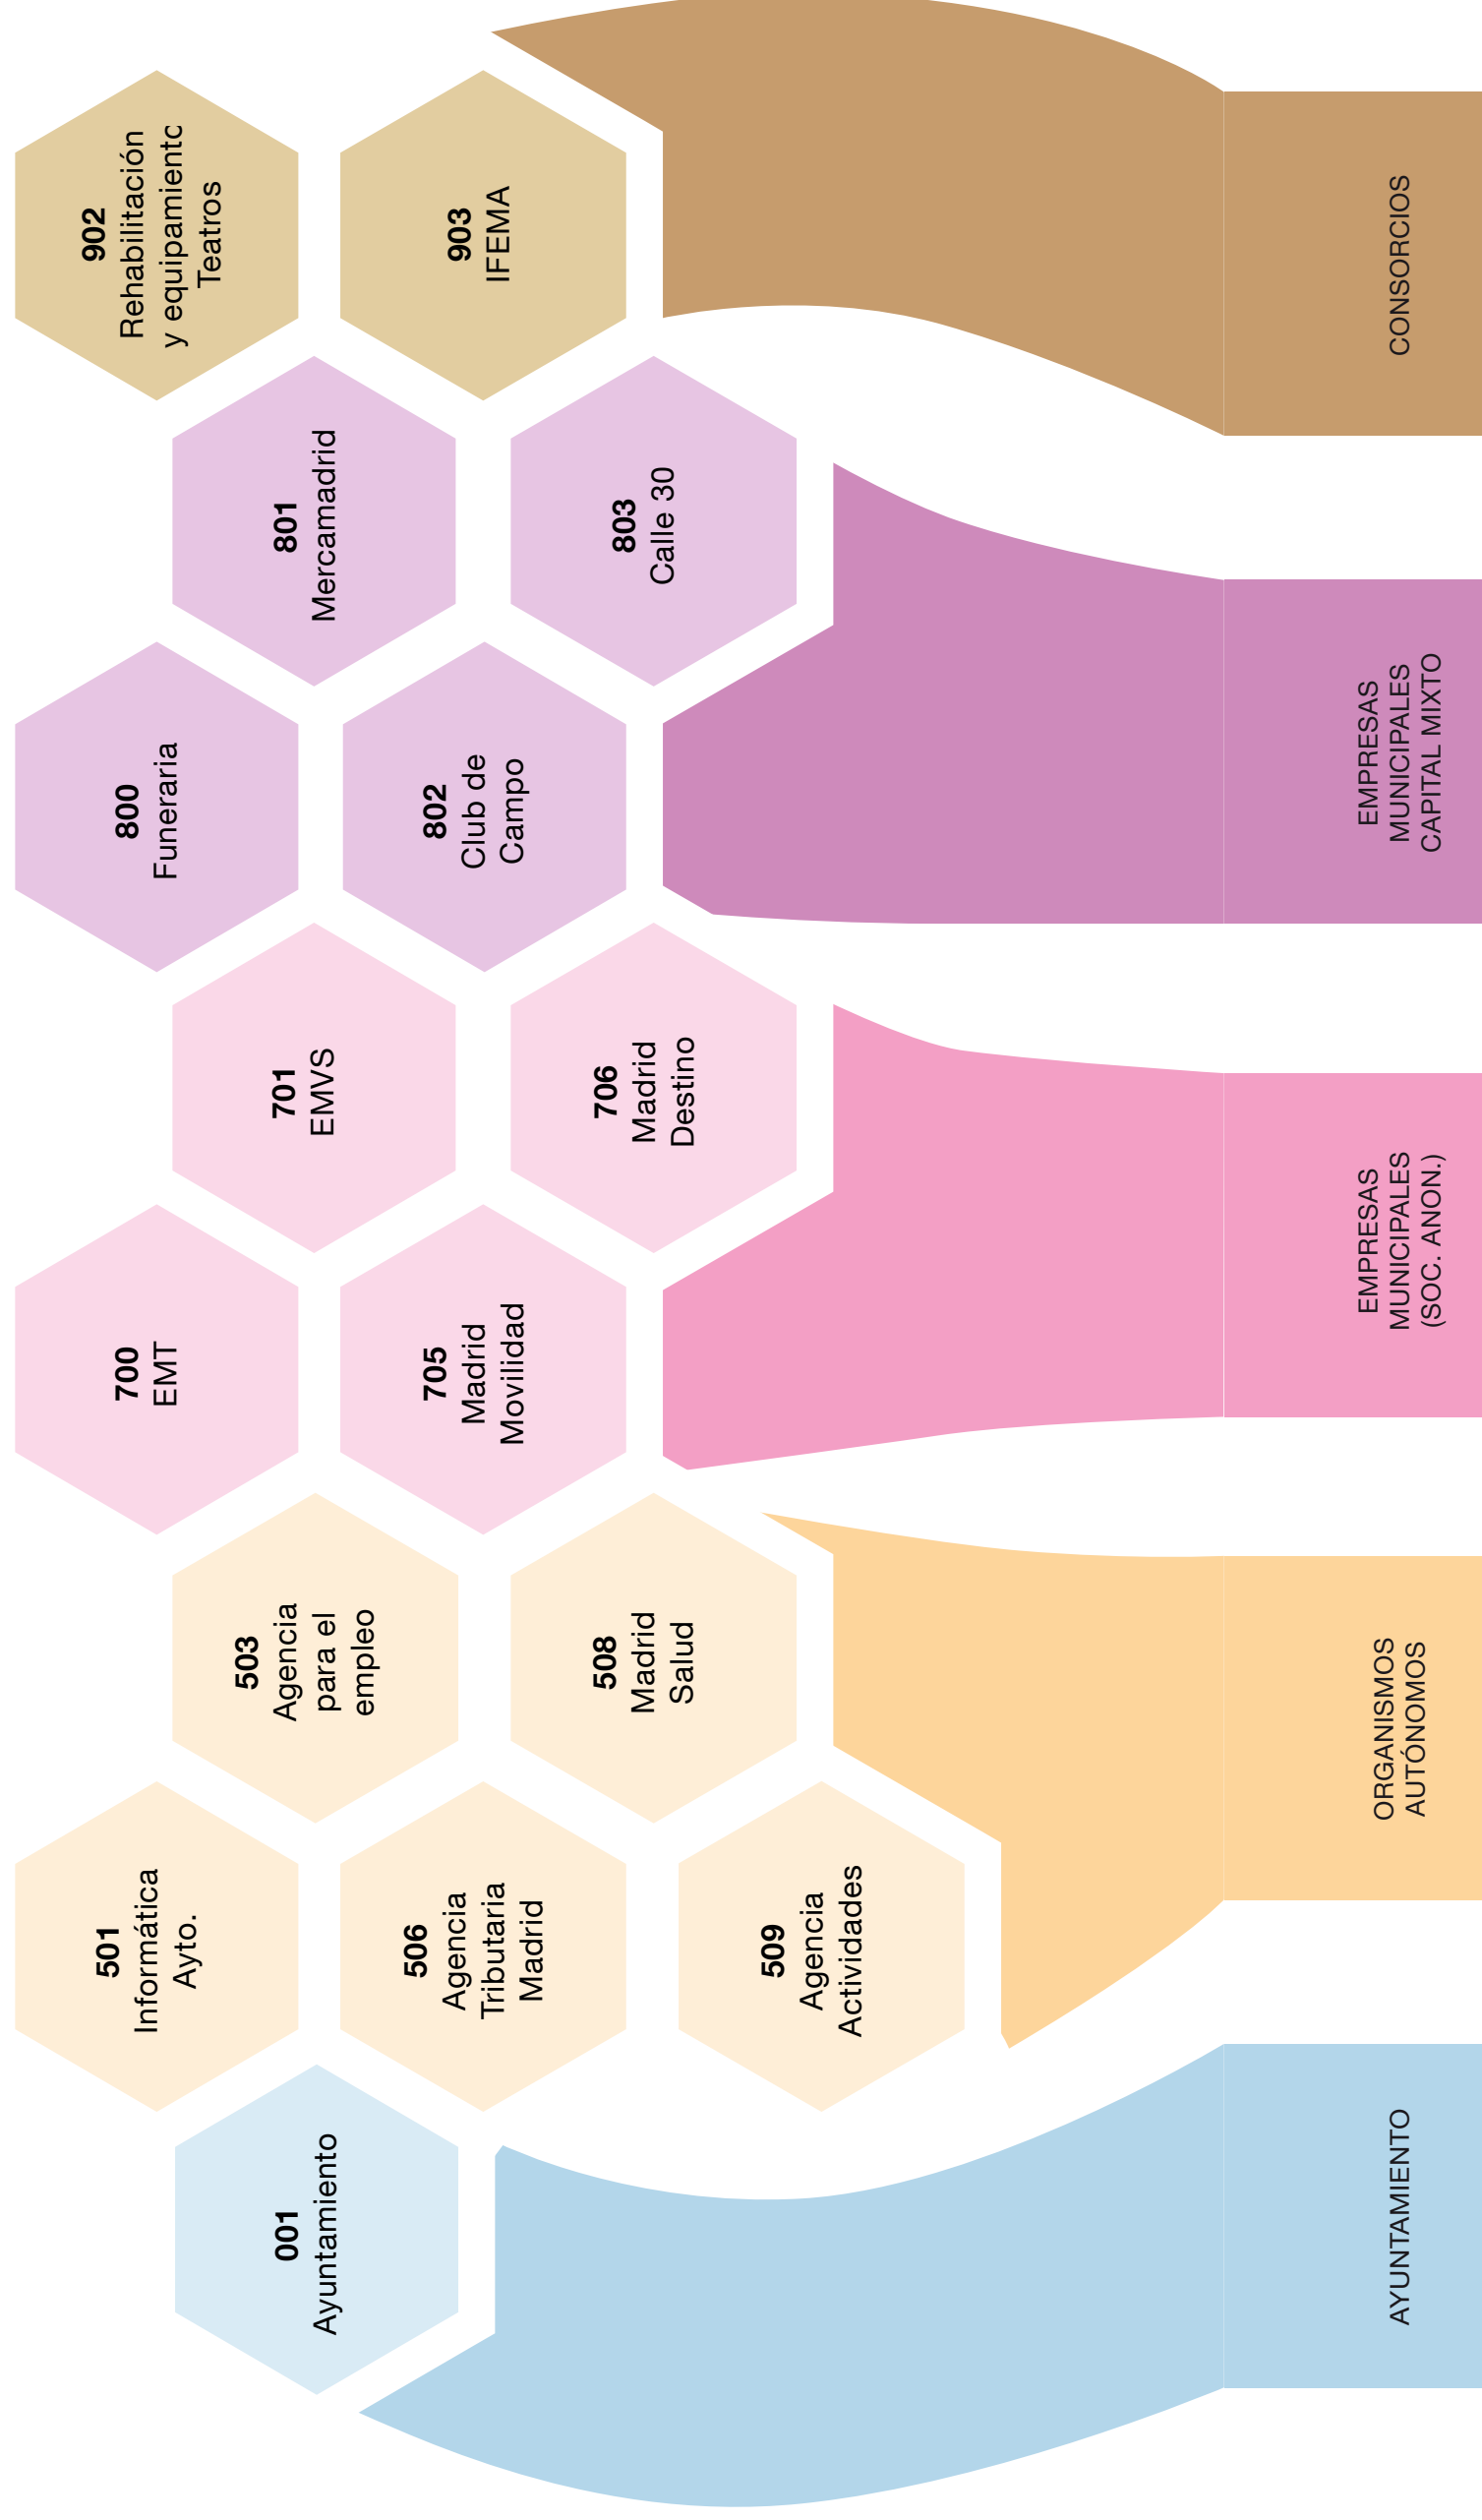 501
Informática
Ayto.
700
EMT
800
Funeraria
902
Rehabilitación
y equipamiento
Teatros
001
Ayuntamiento
503
Agencia
para el
empleo
701
EMVS
801
Mercamadrid
506
Agencia
Tributaria
Madrid
705
Madrid
Movilidad
802
Club de
Campo
903
IFEMA
508
Madrid
Salud
706
Madrid
Destino
803
Calle 30
509
Agencia
Actividades
AYUNTAMIENTO
ORGANISMOS
AUTÓNOMOS
EMPRESAS
MUNICIPALES
(SOC. ANON.)
EMPRESAS
MUNICIPALES
CAPITAL MIXTO
CONSORCIOS